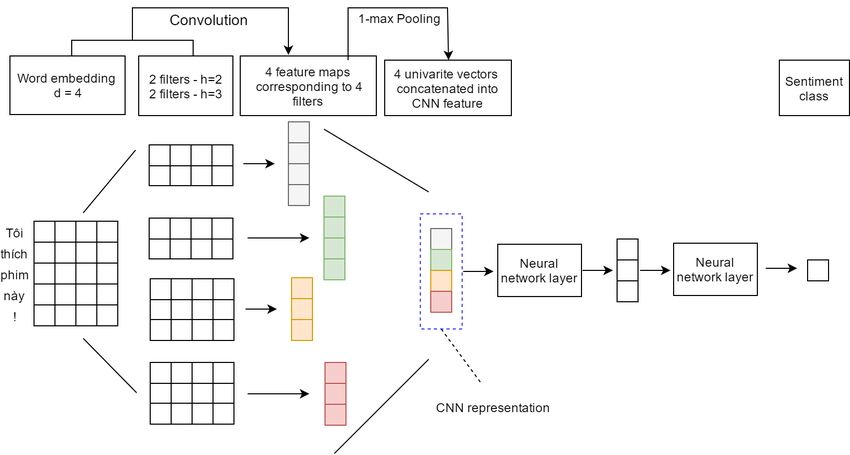 Convolution
1-max Pooling
Word embedding
d = 4
2 filters - h=2
2 filters - h=3
4 feature maps
corresponding to 4
filters
4 univarite vectors
concatenated into
CNN feature
Sentiment
class
Tôi
thích
phim
này
!
Neural
network layer
Neural
network layer
CNN representation